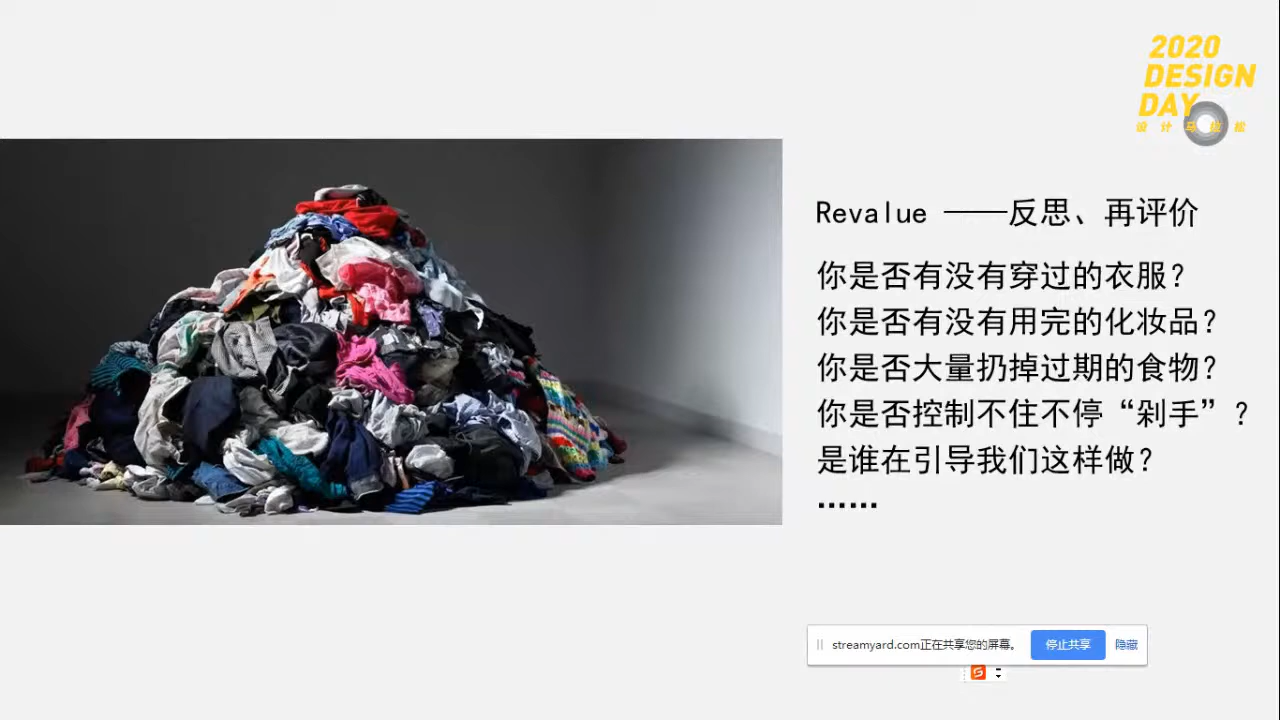 2020
DESIGN
DAY
设计马拉松
Revalue ——反思、再评价
你是否有没有穿过的衣服？
你是否有没有用完的化妆品？
你是否大量扔掉过期的食物？
你是否控制不住不停“剁手”？
是谁在引导我们这样做？
……
streamyard.com正在共享您的屏幕。 停止共享 隐藏